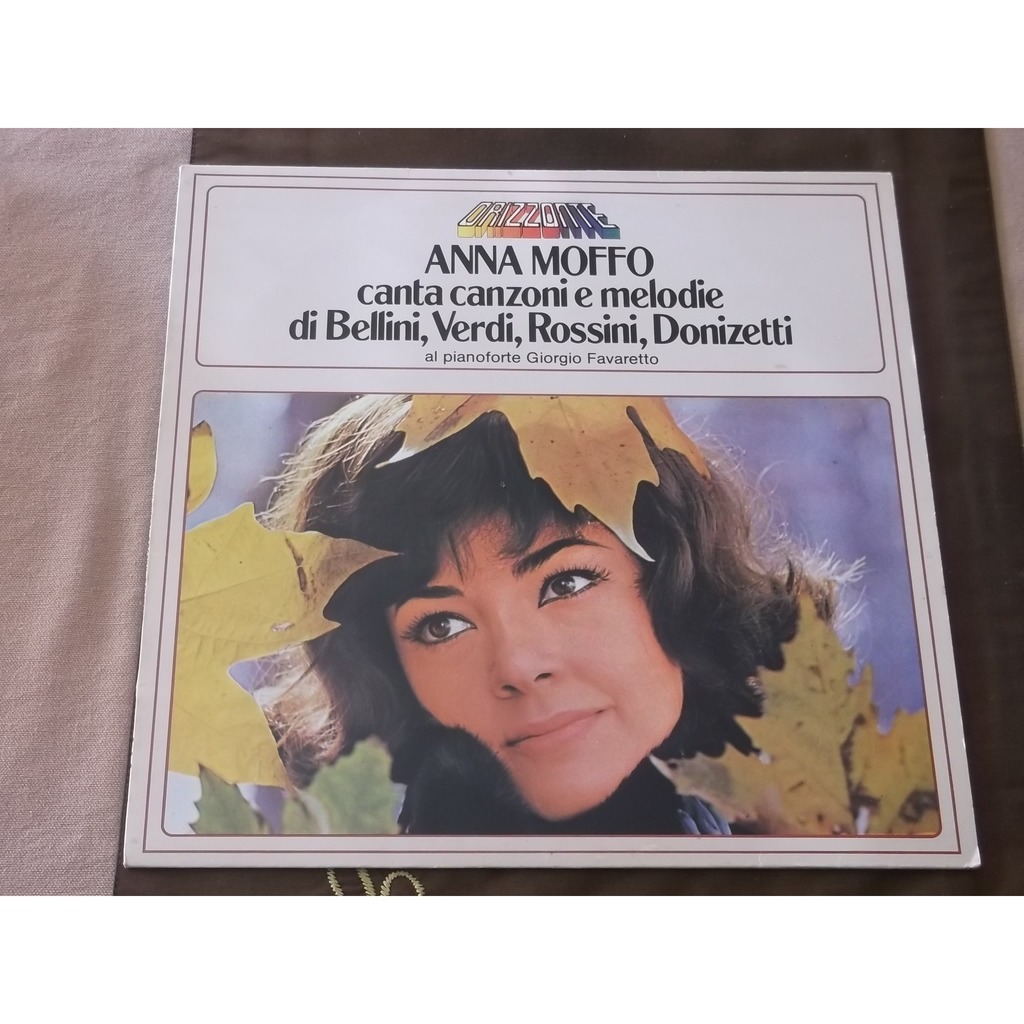 ORIZZONTE
ANNA MOFFO
canta canzoni e melodie
di Bellini, Verdi, Rossini, Donizetti
al pianoforte Giorgio Favaretto